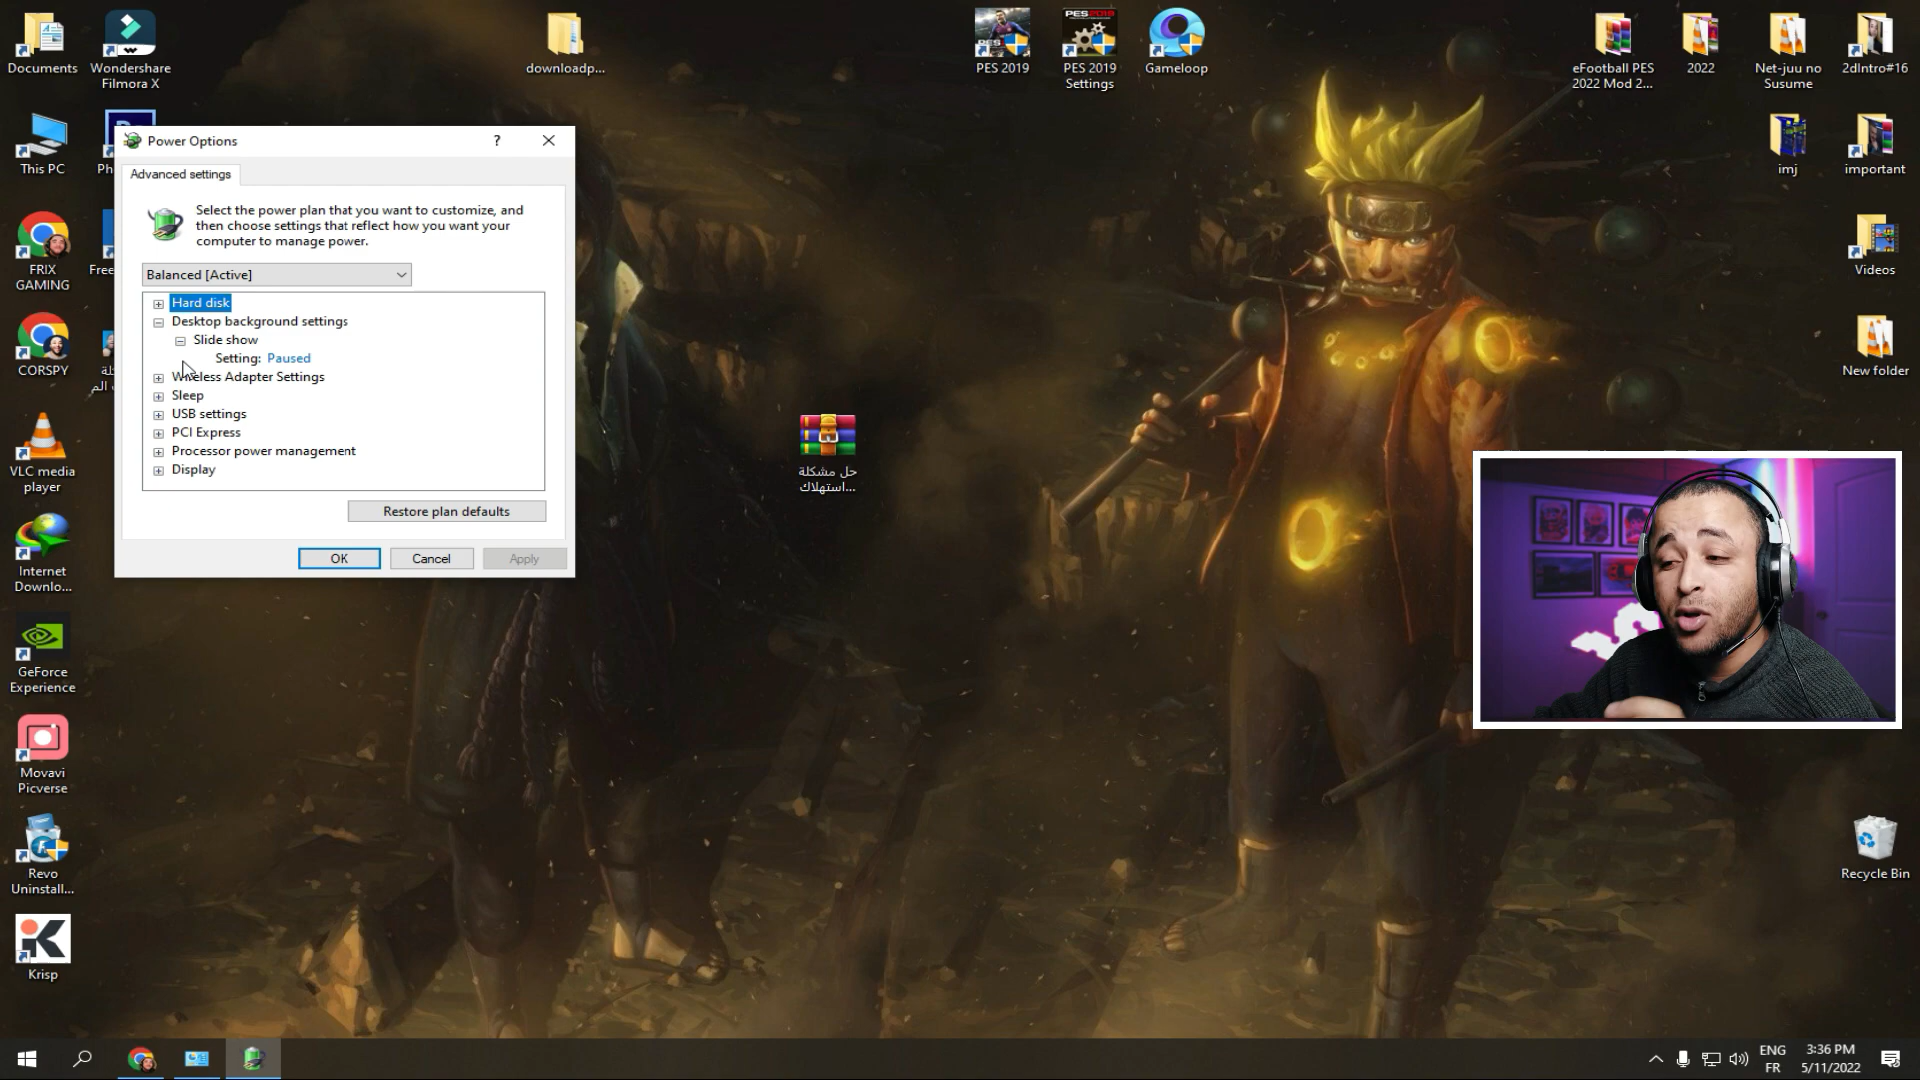 Documents
Wondershare
Filmora X
downloadp...
PES 2019
PES 2019
Settings
Gameloop
eFootball PES
2022 Mod 2...
2022
Net-juu no
Susume
2dIntro#16
This PC
imj
important
FRIX
GAMING
Videos
CORSPY
New folder
VLC media
player
Internet
Downlo...
GeForce
Experience
Movavi
Picverse
Revo
Uninstall...
Krisp
Recycle Bin
حل مشكلة
استهلاك...
Power Options
?
Advanced settings
Select the power plan that you want to customize, and
then choose settings that reflect how you want your
computer to manage power.
Balanced [Active]
Hard disk
Desktop background settings
Slide show
Setting: Paused
Wireless Adapter Settings
Sleep
USB settings
PCI Express
Processor power management
Display
Restore plan defaults
OK
Cancel
Apply
ENG
FR
3:36 PM
5/11/2022